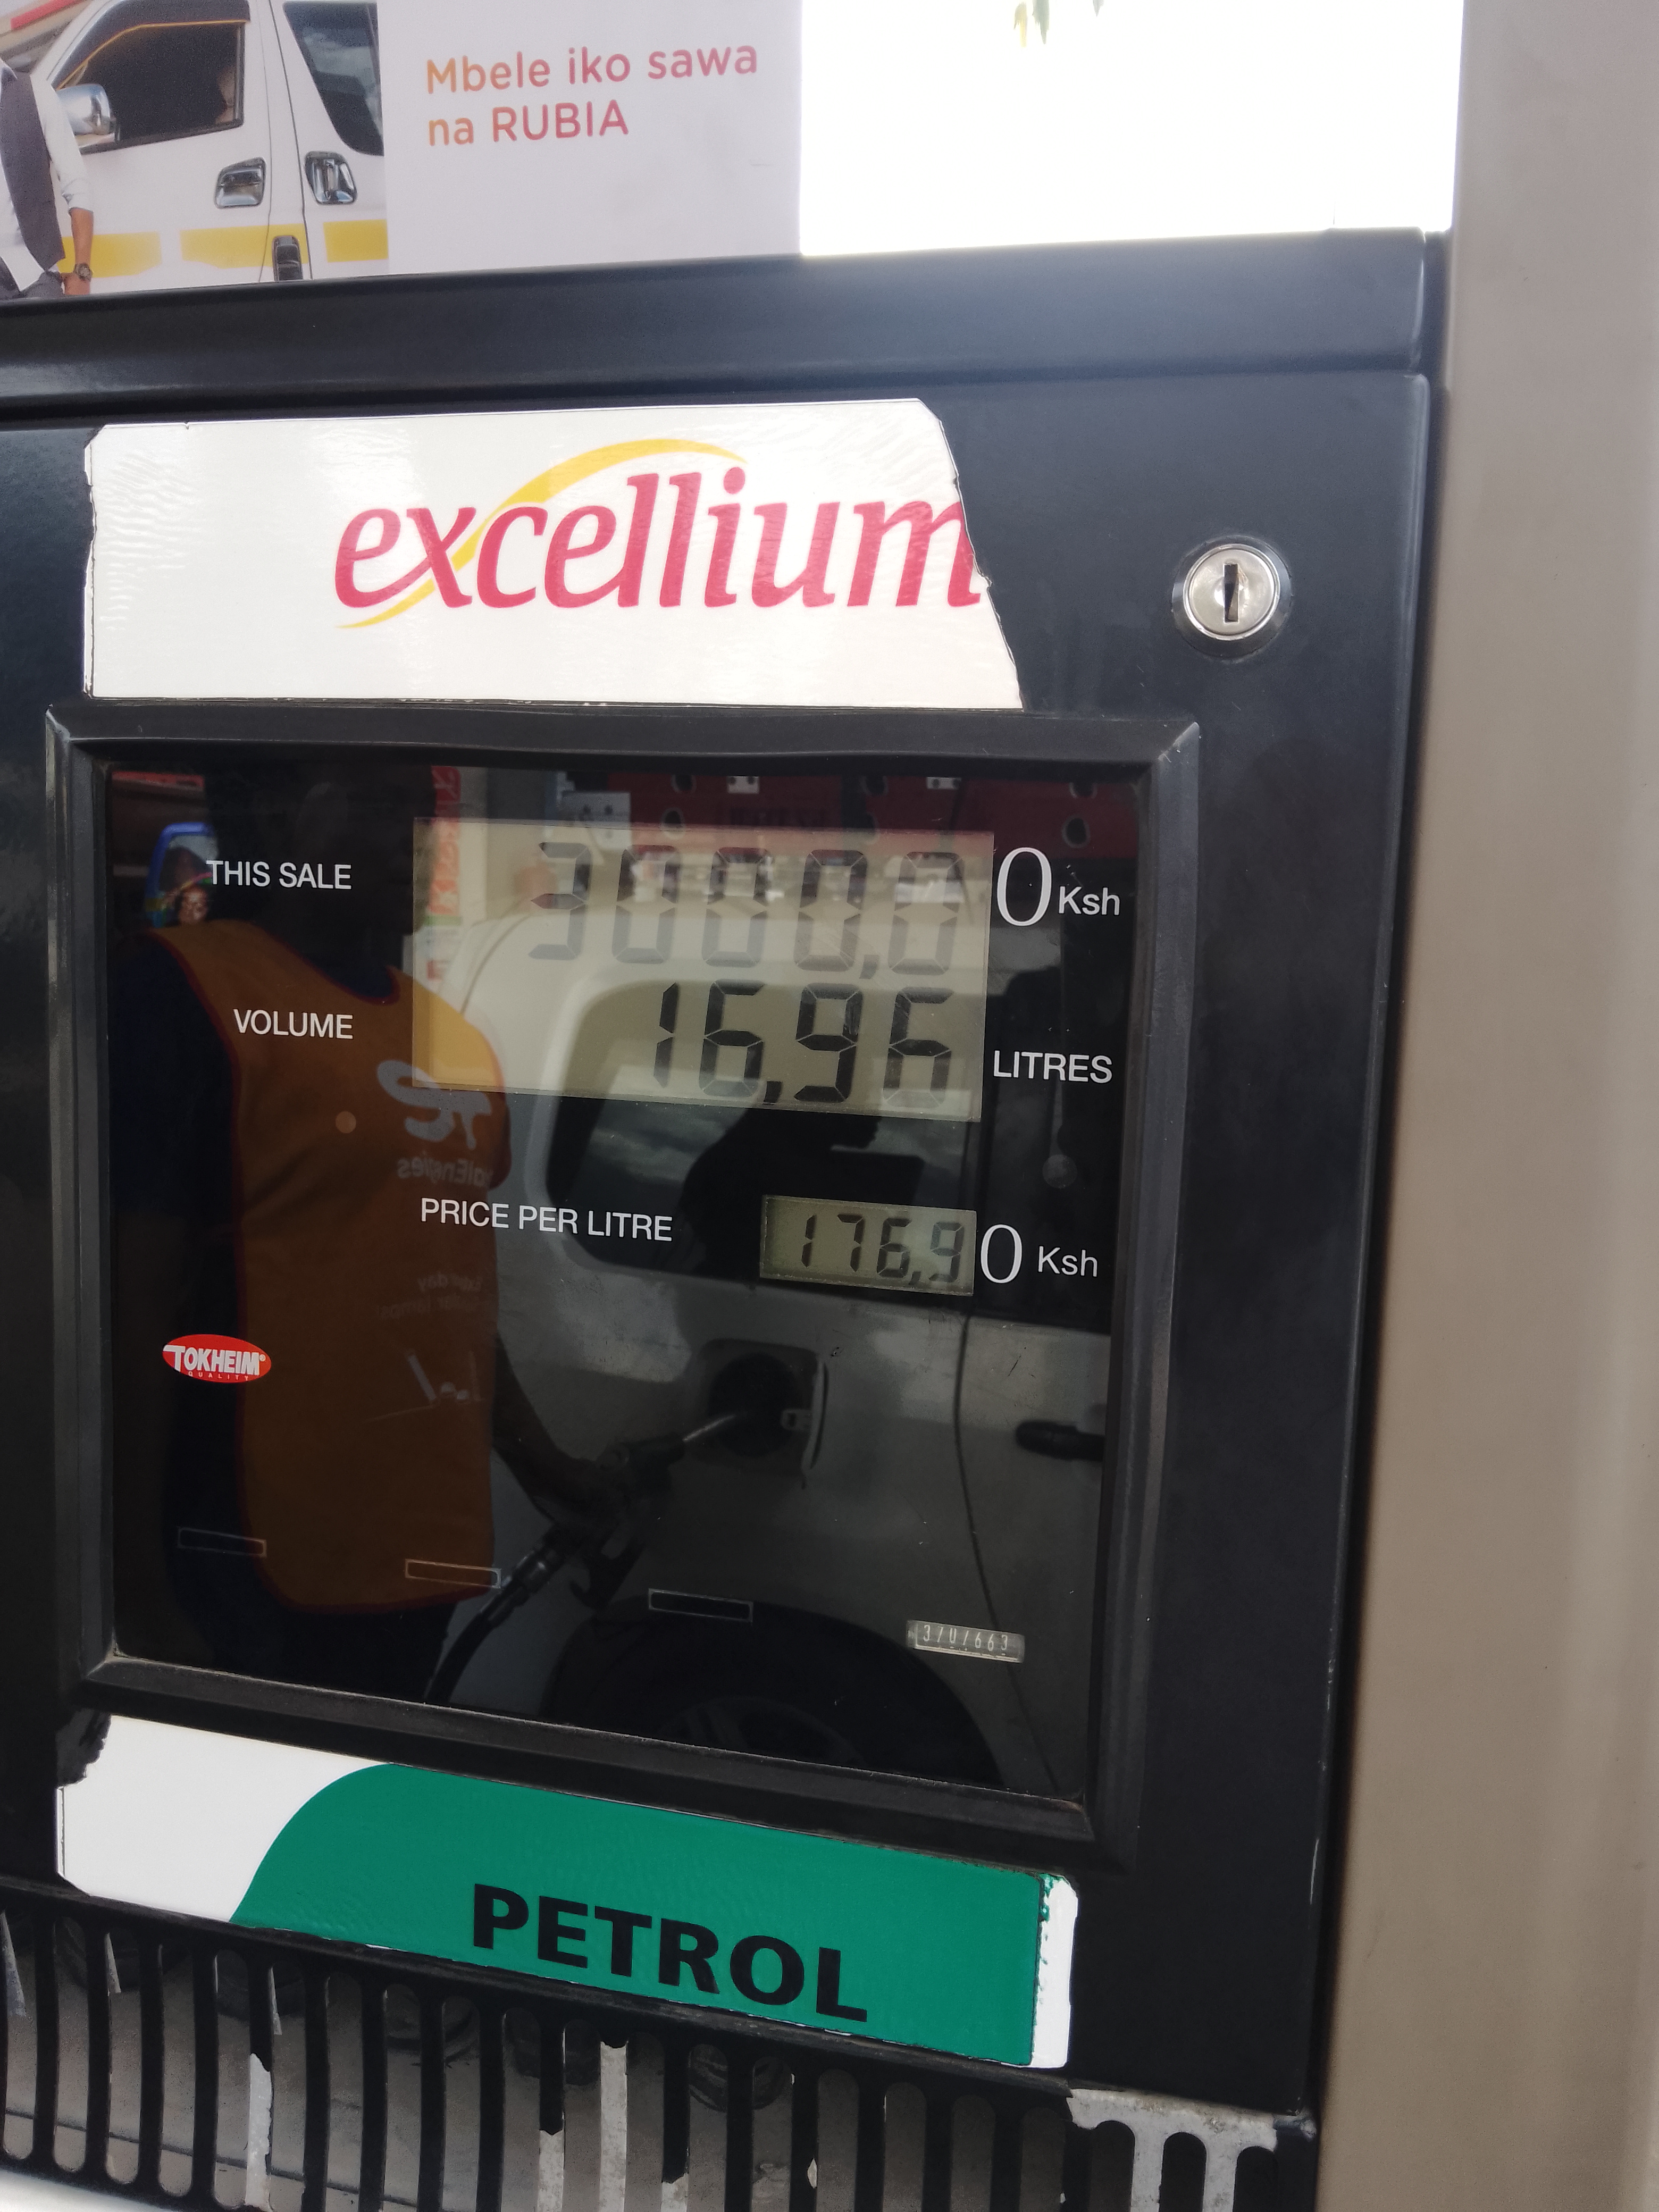 Mbele iko sawa
na RUBIA
excellium
THIS SALE 3000,00 Ksh
VOLUME 16,96 LITRES
PRICE PER LITRE 176,90 Ksh
TOKHEIM
QUALITY
PETROL